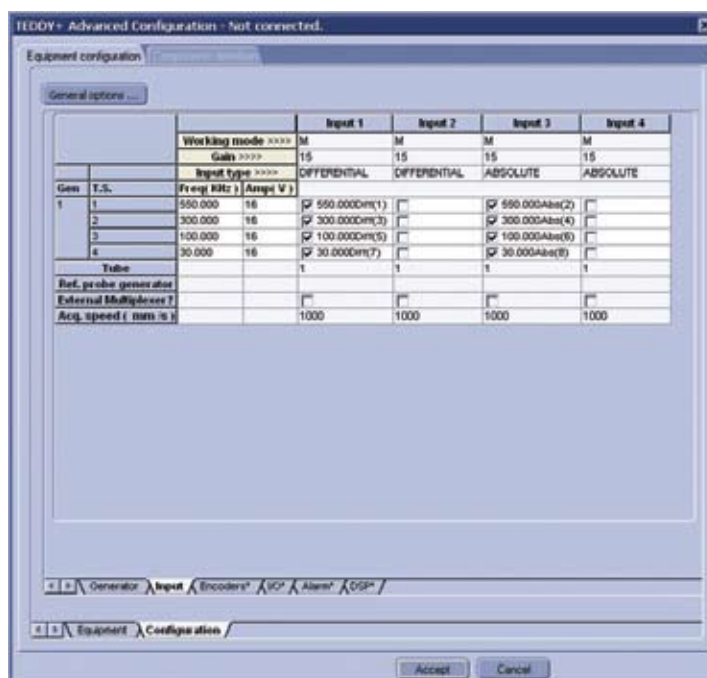 TEDDY+ Advanced Configuration - Not connected.
Equipment configuration
General options ...
Input 1 Input 2 Input 3 Input 4
Working mode >>>> M M M M
Gain >>>> 15 15 15 15
Input type >>>> DIFFERENTIAL DIFFERENTIAL ABSOLUTE ABSOLUTE
Gen T.S. Freq( KHz ) Amp( V )
1 1 550.000 16 550.000Diff(1) 550.000Abs(2)
2 300.000 16 300.000Diff(3) 300.000Abs(4)
3 100.000 16 100.000Diff(5) 100.000Abs(6)
4 30.000 16 30.000Diff(7) 30.000Abs(8)
Tube 1 1 1 1
Ref. probe generator
External Multiplexer?
Acq. speed ( mm /s ) 1000 1000 1000 1000
Generator Input Encoders* I/O* Alarm* DSP*
Equipment Configuration
Accept Cancel